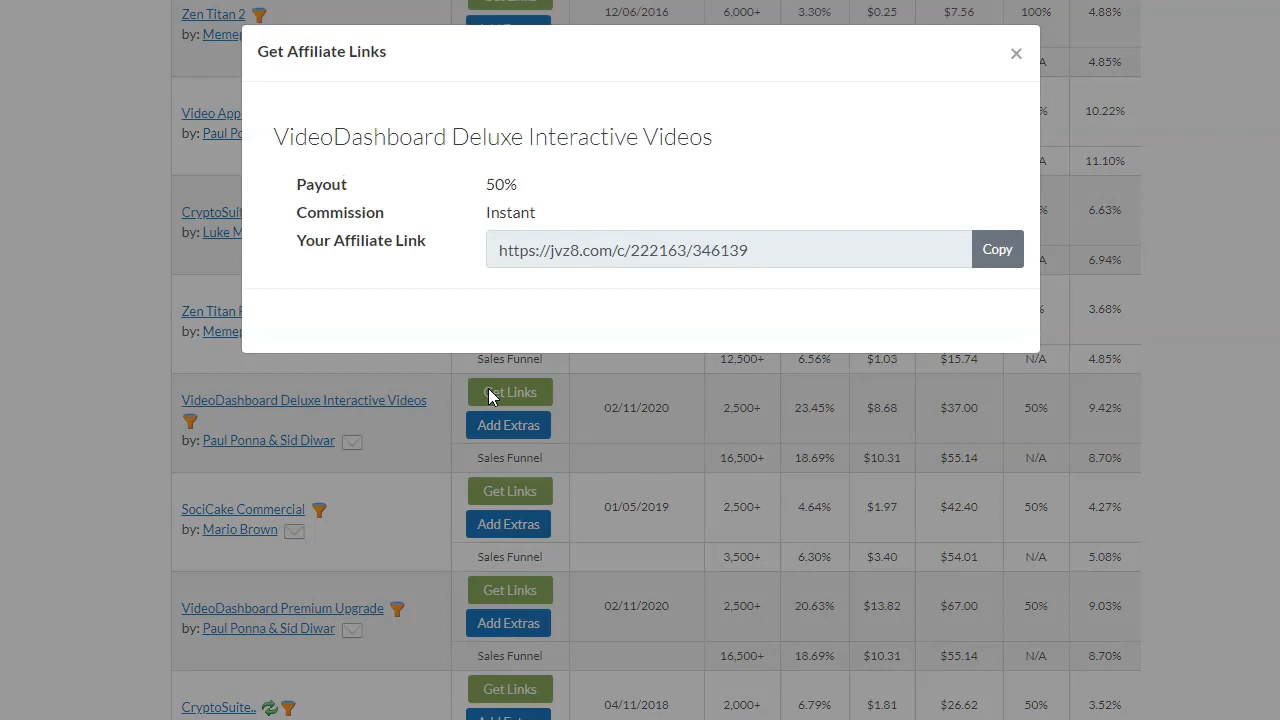 Zen Titan 2
by: Memep
12/06/2016 6,000+ 3.30% $0.25 $7.56 100% 4.88%
Get Affiliate Links ×
4.85%
VideoDashboard Deluxe Interactive Videos
Video App
by: Paul Po
10.22%
11.10%
Payout 50%
Commission Instant
Your Affiliate Link https://jvz8.com/c/222163/346139 Copy
CryptoSuit
by: Luke M
6.63%
6.94%
Zen Titan
by: Memep
3.68%
Sales Funnel 12,500+ 6.56% $1.03 $15.74 N/A 4.85%
VideoDashboard Deluxe Interactive Videos
by: Paul Ponna & Sid Diwar
Get Links
Add Extras
02/11/2020 2,500+ 23.45% $8.68 $37.00 50% 9.42%
Sales Funnel 16,500+ 18.69% $10.31 $55.14 N/A 8.70%
SociCake Commercial
by: Mario Brown
Get Links
Add Extras
01/05/2019 2,500+ 4.64% $1.97 $42.40 50% 4.27%
Sales Funnel 3,500+ 6.30% $3.40 $54.01 N/A 5.08%
VideoDashboard Premium Upgrade
by: Paul Ponna & Sid Diwar
Get Links
Add Extras
02/11/2020 2,500+ 20.63% $13.82 $67.00 50% 9.03%
Sales Funnel 16,500+ 18.69% $10.31 $55.14 N/A 8.70%
CryptoSuite..
Get Links
04/11/2018 2,000+ 6.79% $1.81 $26.62 50% 3.52%